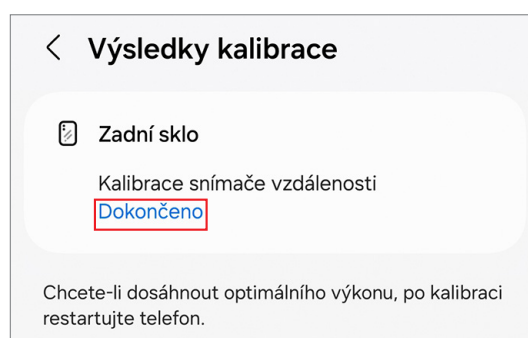 Výsledky kalibrace
Zadní sklo
Kalibrace snímače vzdálenosti
Dokončeno
Chcete-li dosáhnout optimálního výkonu, po kalibraci
restartujte telefon.